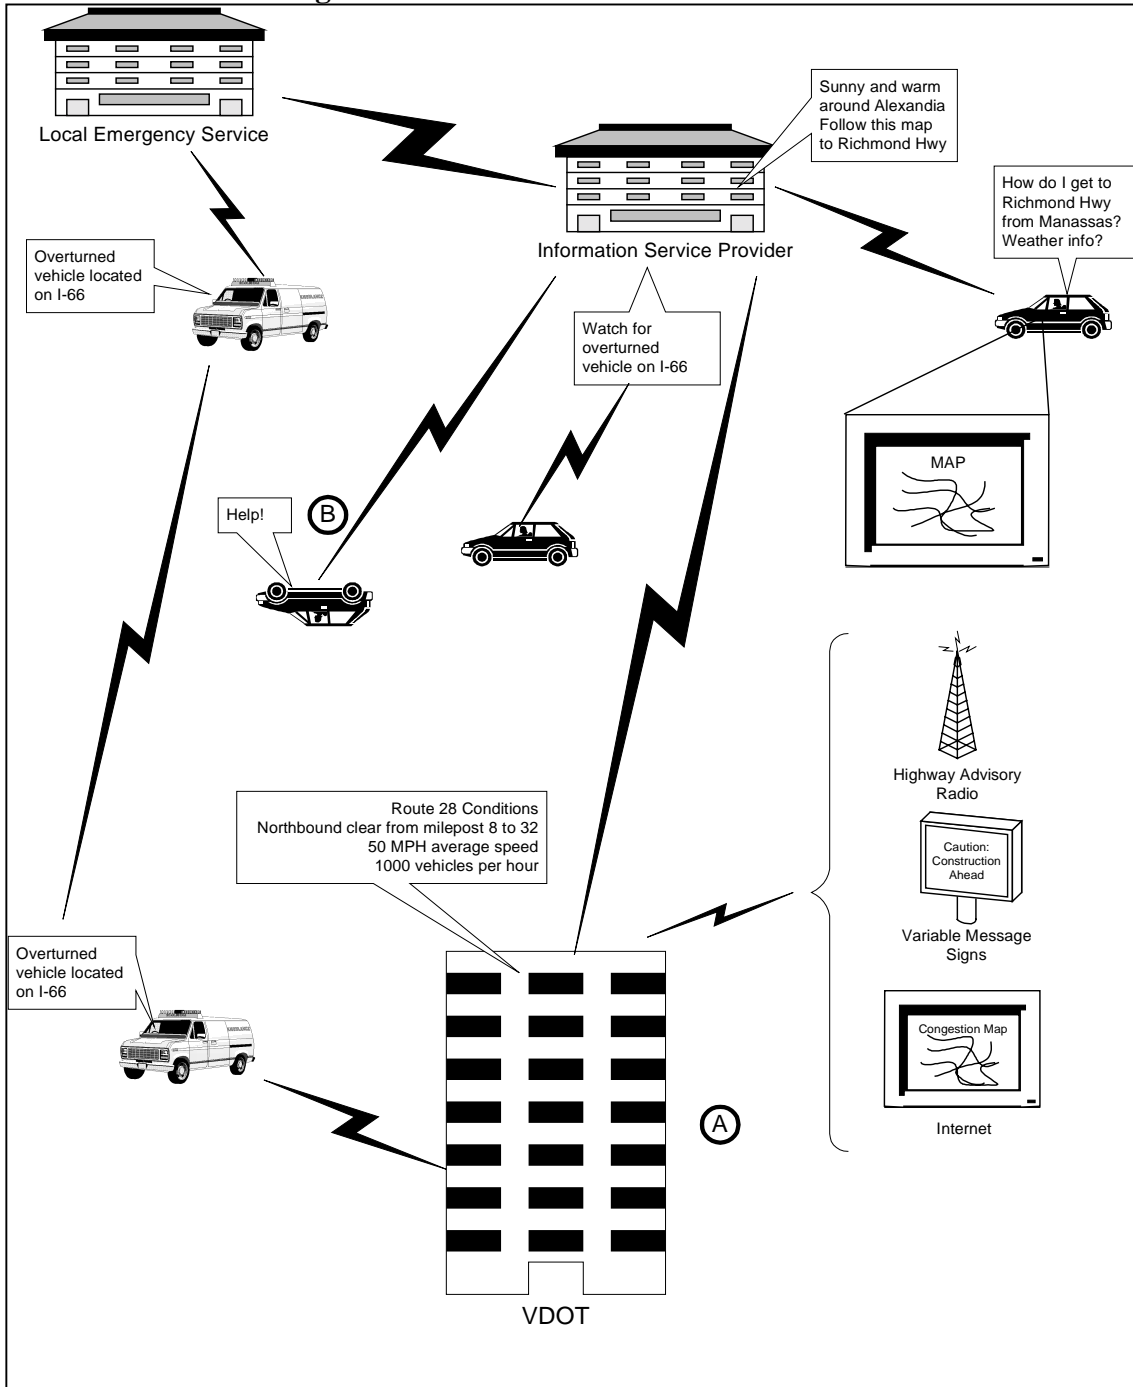 Local Emergency Service
Sunny and warm
around Alexandia
Follow this map
to Richmond Hwy
Information Service Provider
How do I get to
Richmond Hwy
from Manassas?
Weather info?
Overturned
vehicle located
on I-66
AMBULANCE
Watch for
overturned
vehicle on I-66
MAP
Help!
B
Highway Advisory
Radio
Route 28 Conditions
Northbound clear from milepost 8 to 32
50 MPH average speed
1000 vehicles per hour
Caution:
Construction
Ahead
Variable Message
Signs
Overturned
vehicle located
on I-66
AMBULANCE
Congestion Map
Internet
A
VDOT